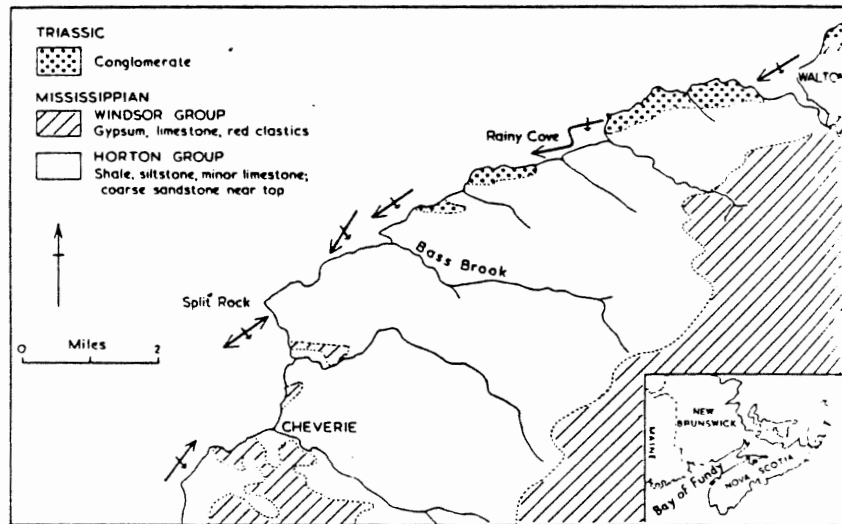 TRIASSIC
Conglomerate
MISSISSIPPIAN
WINDSOR GROUP
Gypsum, limestone, red clastics
HORTON GROUP
Shale, siltstone, minor limestone;
coarse sandstone near top
WALTO
Rainy Cove
Bass Brook
Split Rock
Miles
0 2
CHEVERIE
NEW
BRUNSWICK
MAINE
NOVA SCOTIA
Bay of Fundy